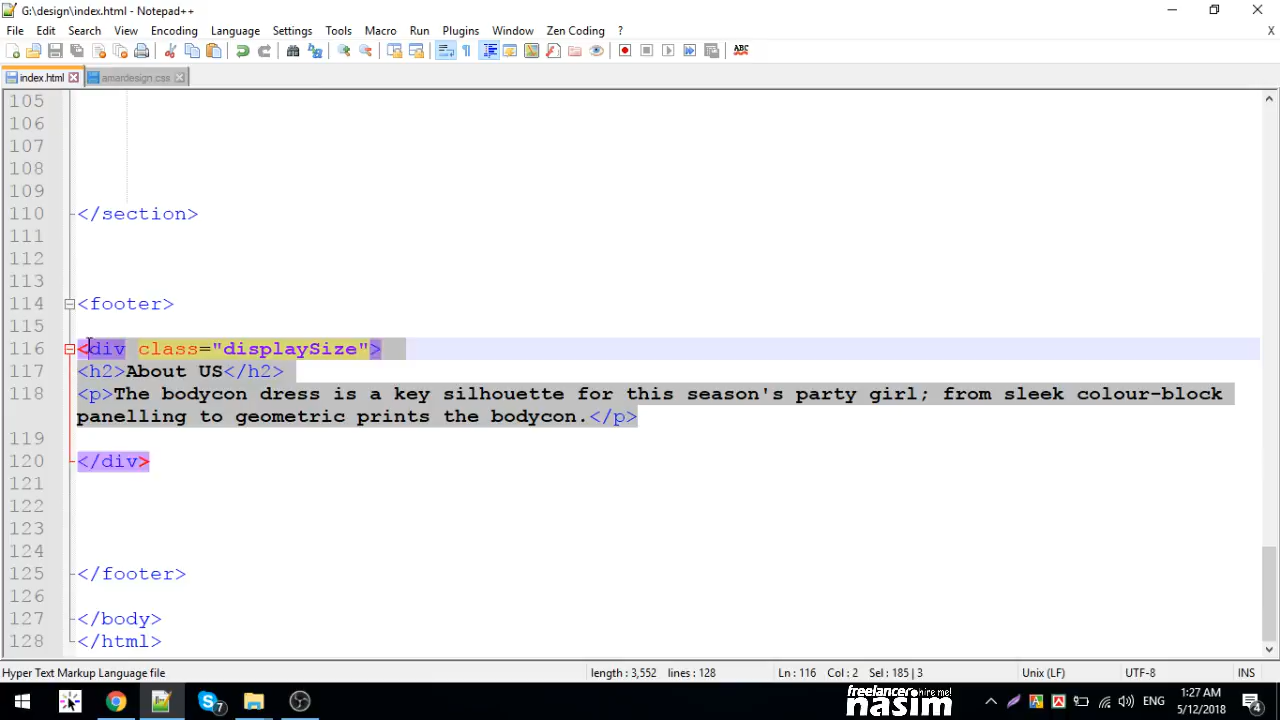 G:\design\index.html - Notepad++
File Edit Search View Encoding Language Settings Tools Macro Run Plugins Window Zen Coding ? X
index.html amardesign.css
105
106
107
108
109
110 </section>
111
112
113
114 <footer>
115
116 <div class="displaySize">
117 <h2>About US</h2>
118 <p>The bodycon dress is a key silhouette for this season's party girl; from sleek colour-block
panelling to geometric prints the bodycon.</p>
119
120 </div>
121
122
123
124
125 </footer>
126
127 </body>
128 </html>
Hyper Text Markup Language file length : 3,552 lines : 128 Ln : 116 Col : 2 Sel : 185 | 3 Unix (LF) UTF-8 INS
freelancer hire me!
nasim
ENG
1:27 AM
5/12/2018
7
4